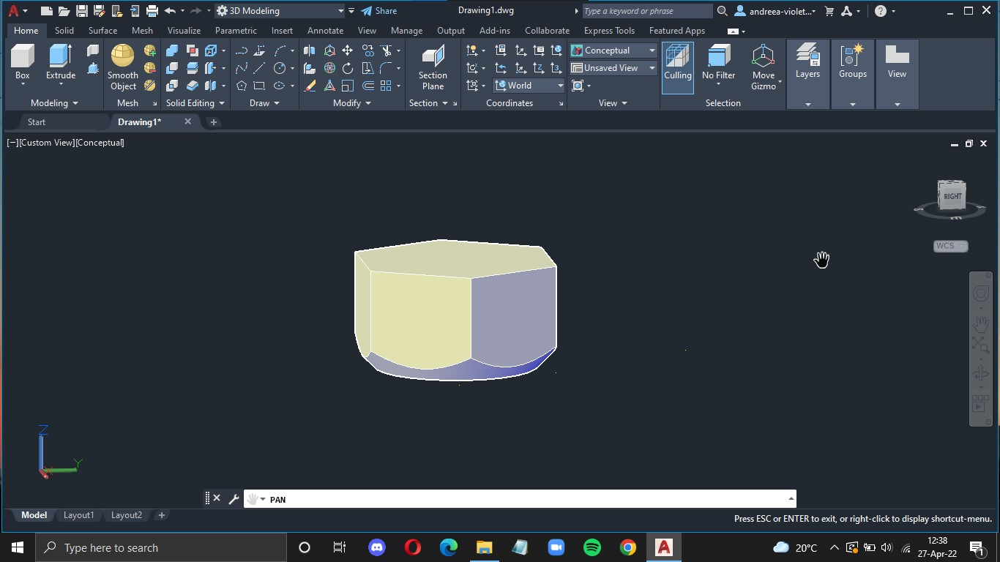 3D Modeling Share Drawing1.dwg Type a keyword or phrase andreea-violet...
Home Solid Surface Mesh Visualize Parametric Insert Annotate View Manage Output Add-ins Collaborate Express Tools Featured Apps
Conceptual
Unsaved View
Box Extrude Smooth Object Section Plane World Culling No Filter Move Gizmo Layers Groups View
Modeling Mesh Solid Editing Draw Modify Section Coordinates View Selection
Start Drawing1*
[−][Custom View][Conceptual]
RIGHT
S E
WCS
Z
Y
X
PAN
Model Layout1 Layout2
Press ESC or ENTER to exit, or right-click to display shortcut-menu.
Type here to search 20°C 12:38
27-Apr-22
1